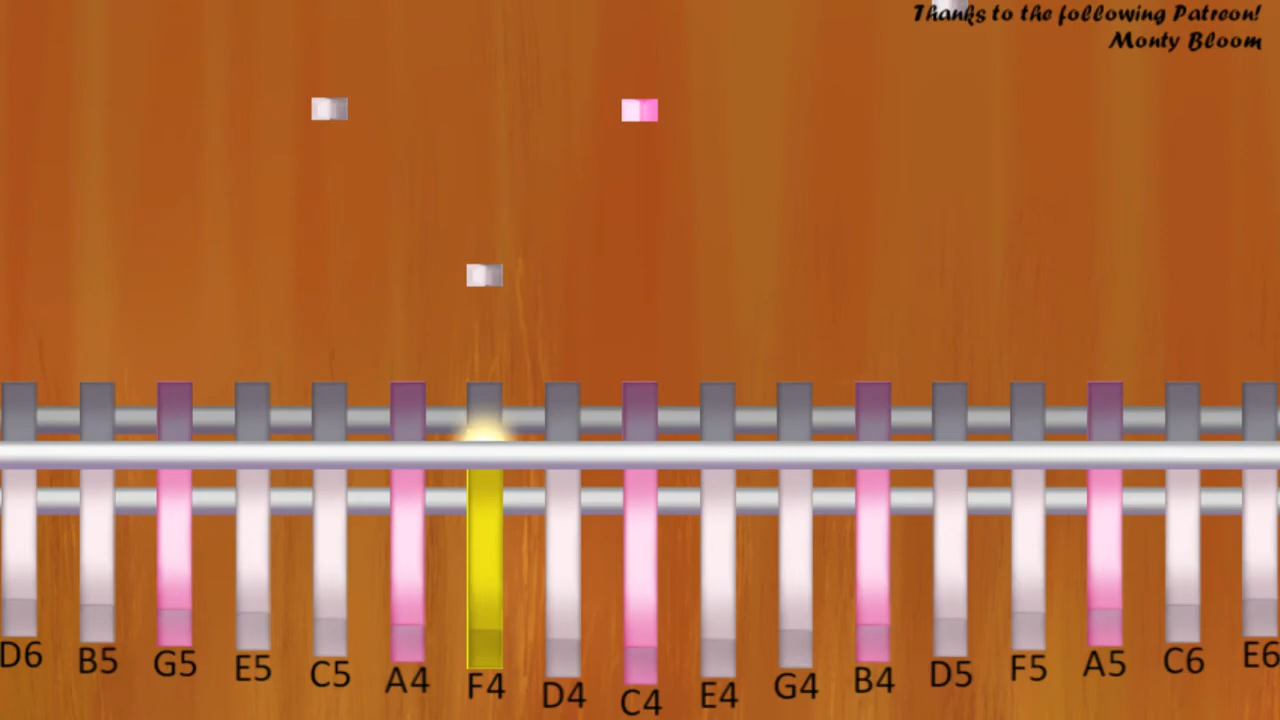 Thanks to the following Patreon!
Monty Bloom
D6 B5 G5 E5 C5 A4 F4 D4 C4 E4 G4 B4 D5 F5 A5 C6 E6